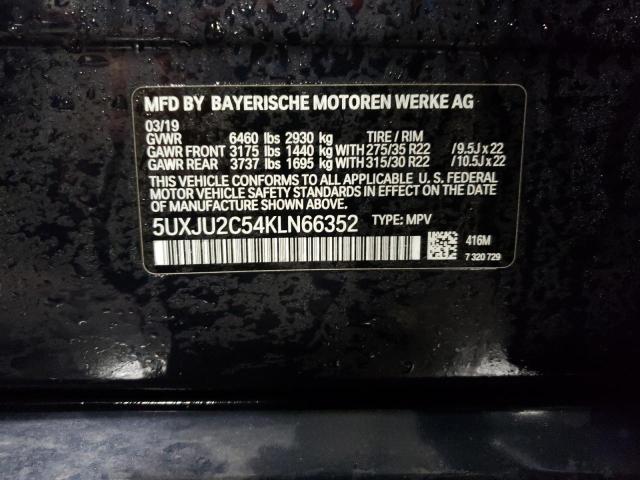 MFD BY BAYERISCHE MOTOREN WERKE AG
03/19
GVWR 6460 lbs 2930 kg TIRE / RIM
GAWR FRONT 3175 lbs 1440 kg WITH 275/35 R22 /9.5J x 22
GAWR REAR 3737 lbs 1695 kg WITH 315/30 R22 /10.5J x 22
THIS VEHICLE CONFORMS TO ALL APPLICABLE U. S. FEDERAL
MOTOR VEHICLE SAFETY STANDARDS IN EFFECT ON THE DATE
OF MANUFACTURE SHOWN ABOVE.
5UXJU2C54KLN66352 TYPE: MPV
416M
7 320 729